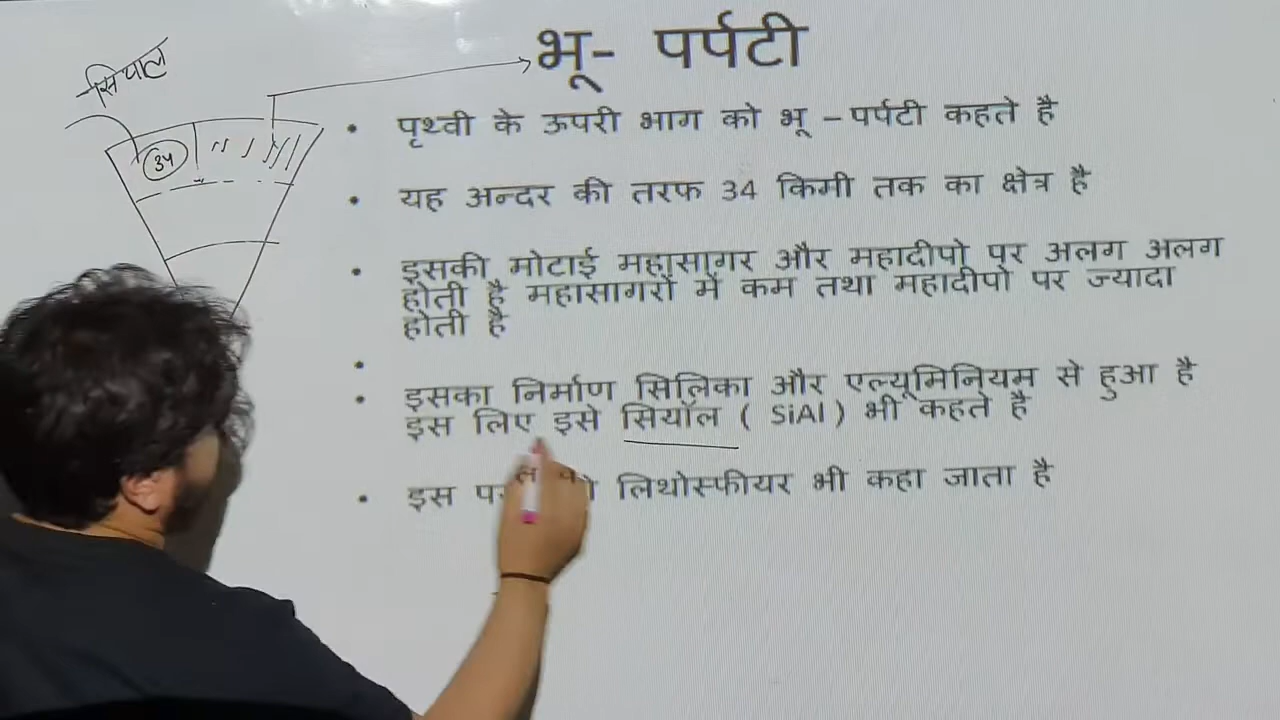 सियाल
भू- पर्पटी
34
• पृथ्वी के ऊपरी भाग को भू – पर्पटी कहते है
• यह अन्दर की तरफ 34 किमी तक का क्षेत्र है
• इसकी मोटाई महासागर और महादीपो पर अलग अलग
होती है महासागरो में कम तथा महादीपो पर ज्यादा
होती है
•
• इसका निर्माण सिलिका और एल्यूमिनियम से हुआ है
इस लिए इसे सियॉल ( SiAl ) भी कहते है
• इस लिथोस्फीयर भी कहा जाता है